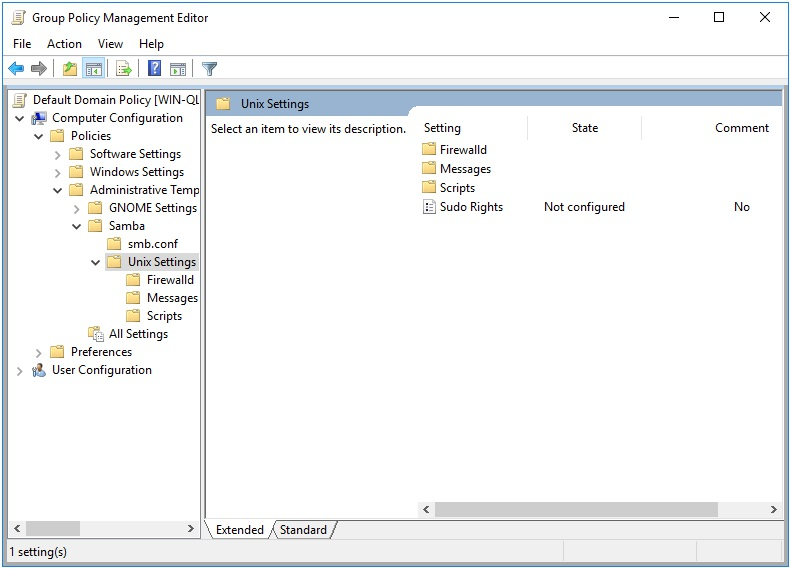 Group Policy Management Editor
File Action View Help
Default Domain Policy [WIN-QL
Computer Configuration
Policies
Software Settings
Windows Settings
Administrative Temp
GNOME Settings
Samba
smb.conf
Unix Settings
Firewalld
Messages
Scripts
All Settings
Preferences
User Configuration
Unix Settings
Select an item to view its description.
Setting State Comment
Firewalld
Messages
Scripts
Sudo Rights Not configured No
Extended Standard
1 setting(s)